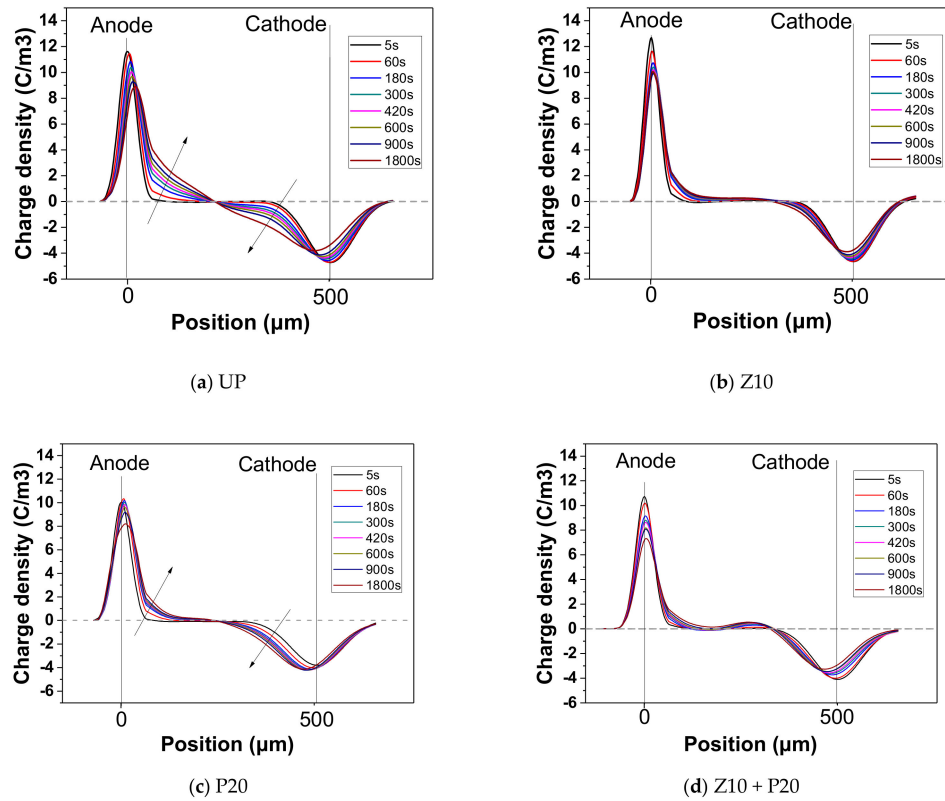 Anode
Cathode
14
12
10
8
6
4
2
0
-2
-4
-6
Charge density (C/m3)
5s
60s
180s
300s
420s
600s
900s
1800s
0
500
Position (μm)
(a) UP
Anode
Cathode
14
12
10
8
6
4
2
0
-2
-4
-6
Charge density (C/m3)
5s
60s
180s
300s
420s
600s
900s
1800s
0
500
Position (μm)
(b) Z10
Anode
Cathode
14
12
10
8
6
4
2
0
-2
-4
-6
Charge density (C/m3)
5s
60s
180s
300s
420s
600s
900s
1800s
0
500
Position (μm)
(c) P20
Anode
Cathode
14
12
10
8
6
4
2
0
-2
-4
-6
Charge density (C/m3)
5s
60s
180s
300s
420s
600s
900s
1800s
0
500
Position (μm)
(d) Z10 + P20